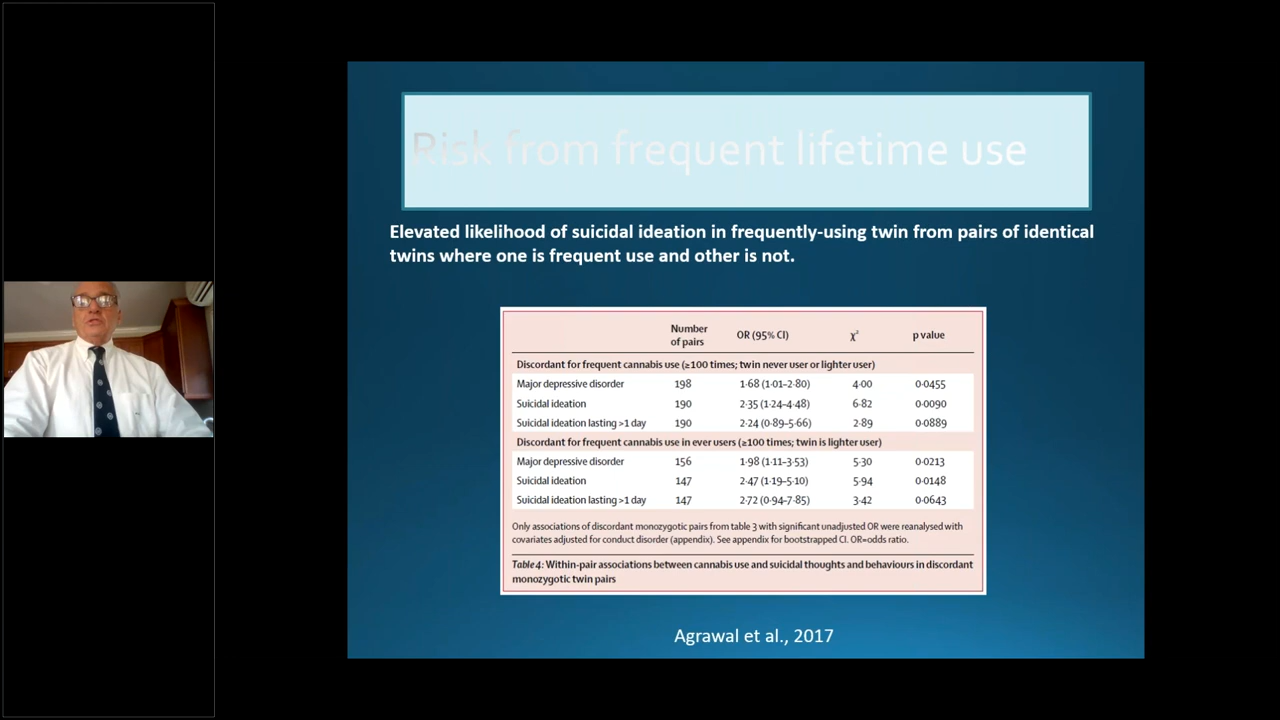 Risk from frequent lifetime use
Elevated likelihood of suicidal ideation in frequently-using twin from pairs of identical
twins where one is frequent use and other is not.
Number of pairs OR (95% CI) χ² p value
Discordant for frequent cannabis use (≥100 times; twin never user or lighter user)
Major depressive disorder 198 1·68 (1·01–2·80) 4·00 0·0455
Suicidal ideation 190 2·35 (1·24–4·48) 6·82 0·0090
Suicidal ideation lasting >1 day 190 2·24 (0·89–5·66) 2·89 0·0889
Discordant for frequent cannabis use in ever users (≥100 times; twin is lighter user)
Major depressive disorder 156 1·98 (1·11–3·53) 5·30 0·0213
Suicidal ideation 147 2·47 (1·19–5·10) 5·94 0·0148
Suicidal ideation lasting >1 day 147 2·72 (0·94–7·85) 3·42 0·0643
Only associations of discordant monozygotic pairs from table 3 with significant unadjusted OR were reanalysed with
covariates adjusted for conduct disorder (appendix). See appendix for bootstrapped CI. OR=odds ratio.
Table 4: Within-pair associations between cannabis use and suicidal thoughts and behaviours in discordant
monozygotic twin pairs
Agrawal et al., 2017